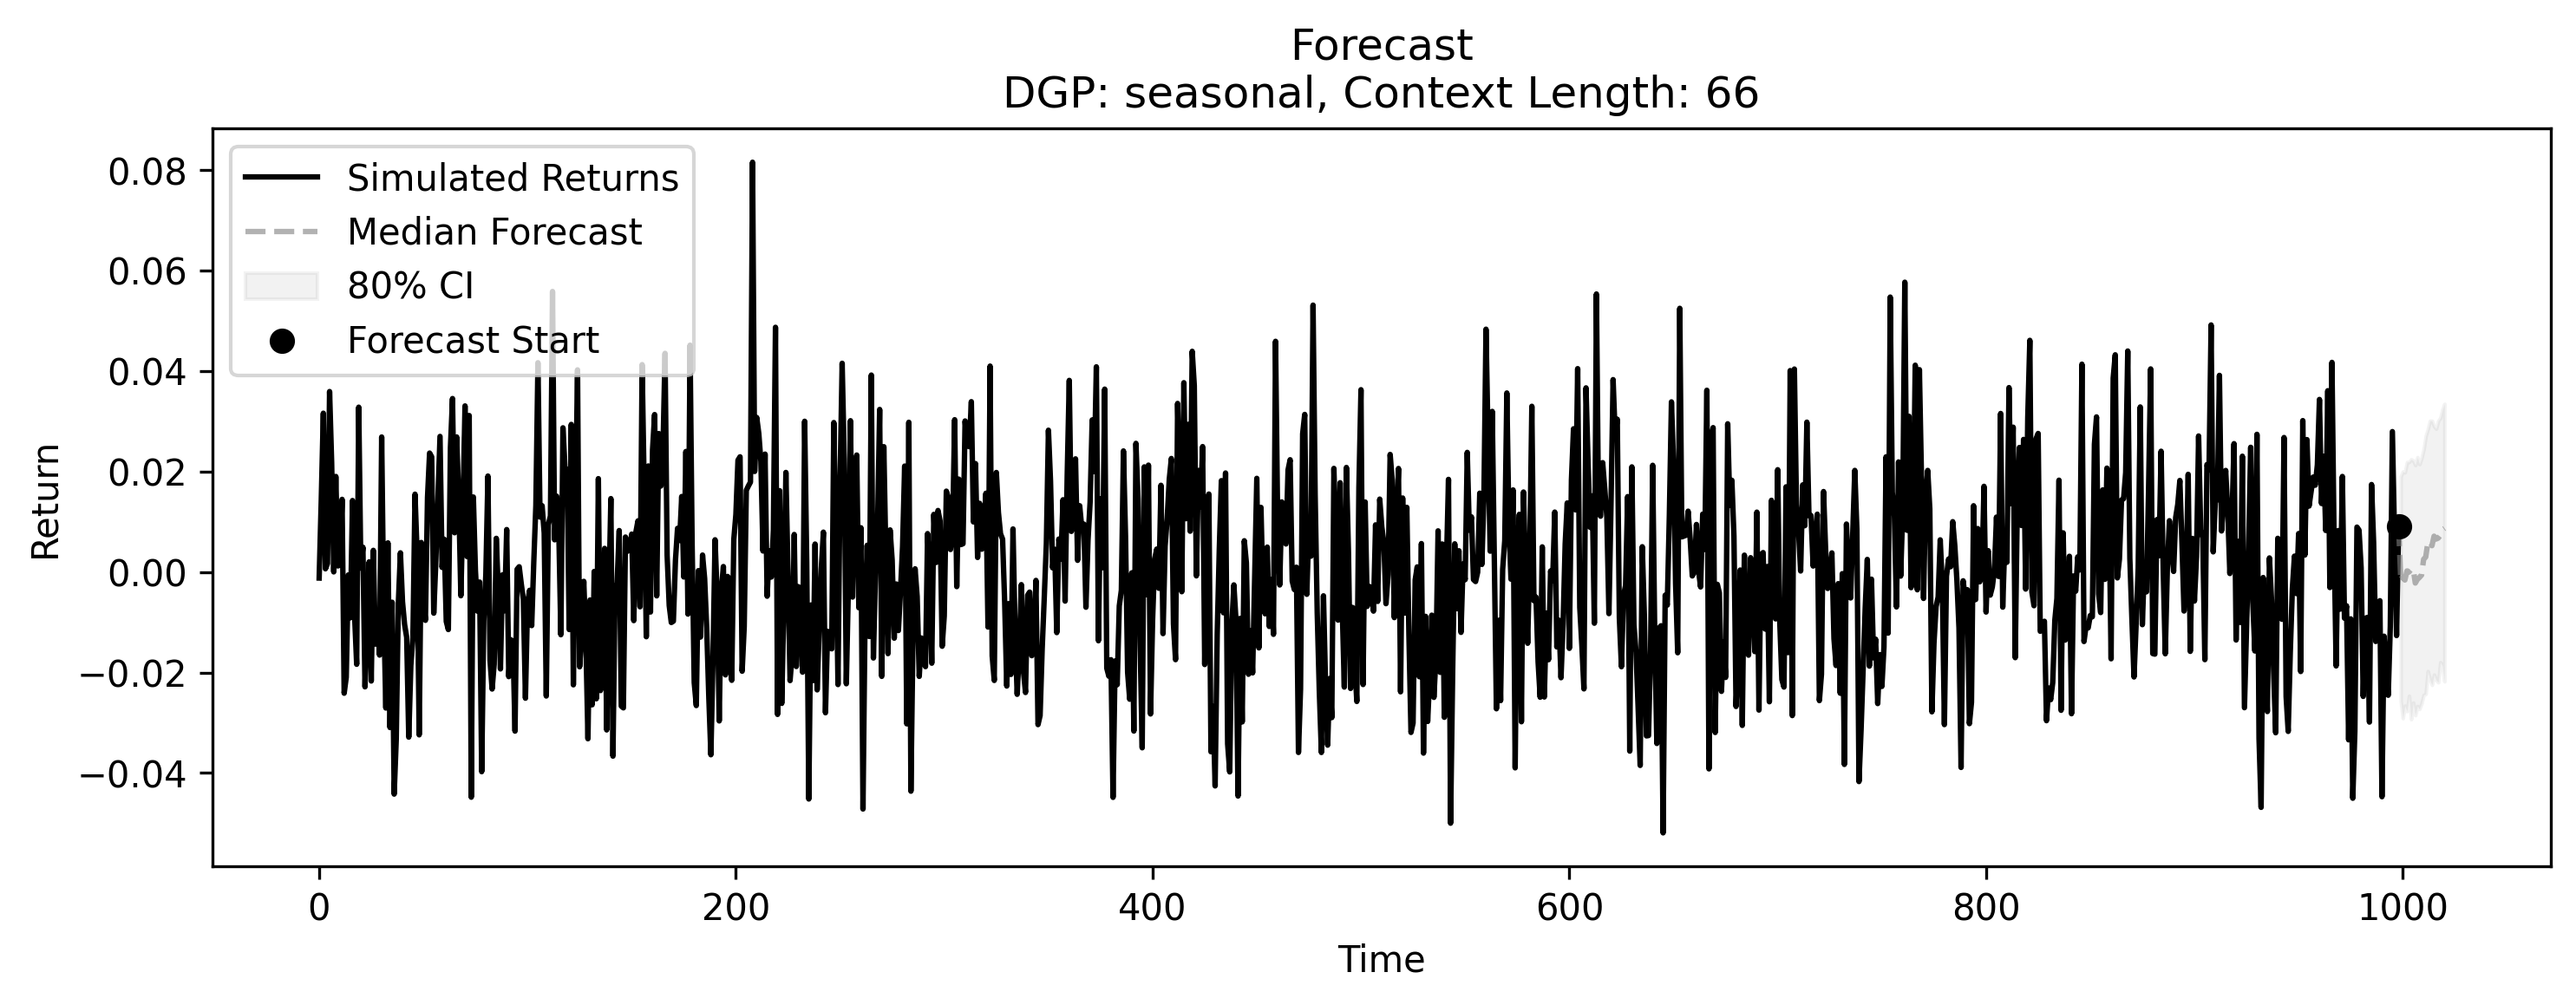 Forecast
DGP: seasonal, Context Length: 66
Simulated Returns
Median Forecast
80% CI
Forecast Start
Return
0.08
0.06
0.04
0.02
0.00
−0.02
−0.04
0 200 400 600 800 1000
Time